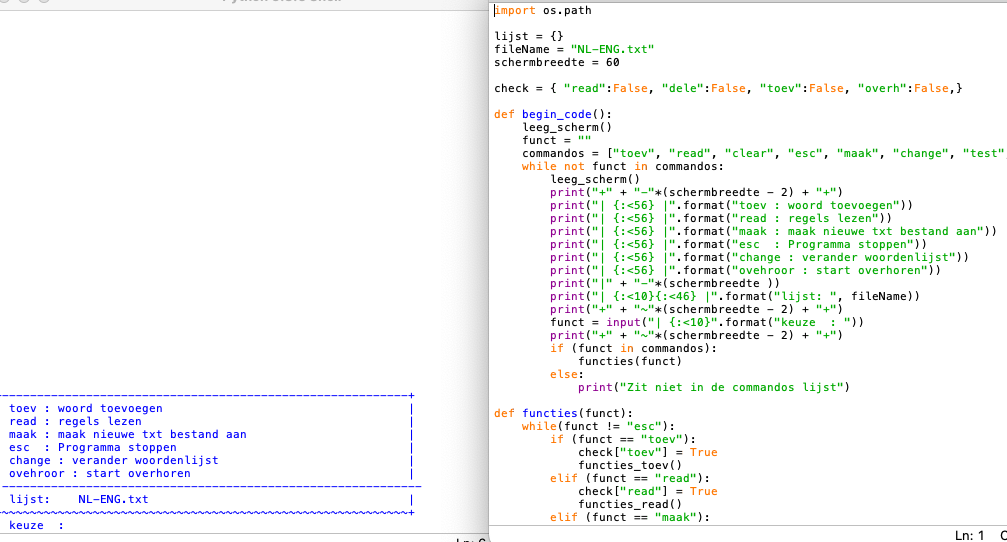 toev : woord toevoegen
read : regels lezen
maak : maak nieuwe txt bestand aan
esc  : Programma stoppen
change : verander woordenlijst
ovehroor : start overhoren
lijst:    NL-ENG.txt
keuze  :
import os.path
lijst = {}
fileName = "NL-ENG.txt"
schermbreedte = 60
check = { "read":False, "dele":False, "toev":False, "overh":False,}
def begin_code():
    leeg_scherm()
    funct = ""
    commandos = ["toev", "read", "clear", "esc", "maak", "change", "test"
    while not funct in commandos:
        leeg_scherm()
        print("+" + "-"*(schermbreedte - 2) + "+")
        print("| {:<56} |".format("toev : woord toevoegen"))
        print("| {:<56} |".format("read : regels lezen"))
        print("| {:<56} |".format("maak : maak nieuwe txt bestand aan"))
        print("| {:<56} |".format("esc  : Programma stoppen"))
        print("| {:<56} |".format("change : verander woordenlijst"))
        print("| {:<56} |".format("ovehroor : start overhoren"))
        print("|" + "-"*(schermbreedte ))
        print("| {:<10}{:<46} |".format("lijst: ", fileName))
        print("+" + "~"*(schermbreedte - 2) + "+")
        funct = input("| {:<10}".format("keuze  : "))
        print("+" + "~"*(schermbreedte - 2) + "+")
        if (funct in commandos):
            functies(funct)
        else:
            print("Zit niet in de commandos lijst")
def functies(funct):
    while(funct != "esc"):
        if (funct == "toev"):
            check["toev"] = True
            functies_toev()
        elif (funct == "read"):
            check["read"] = True
            functies_read()
        elif (funct == "maak"):
Ln: 1